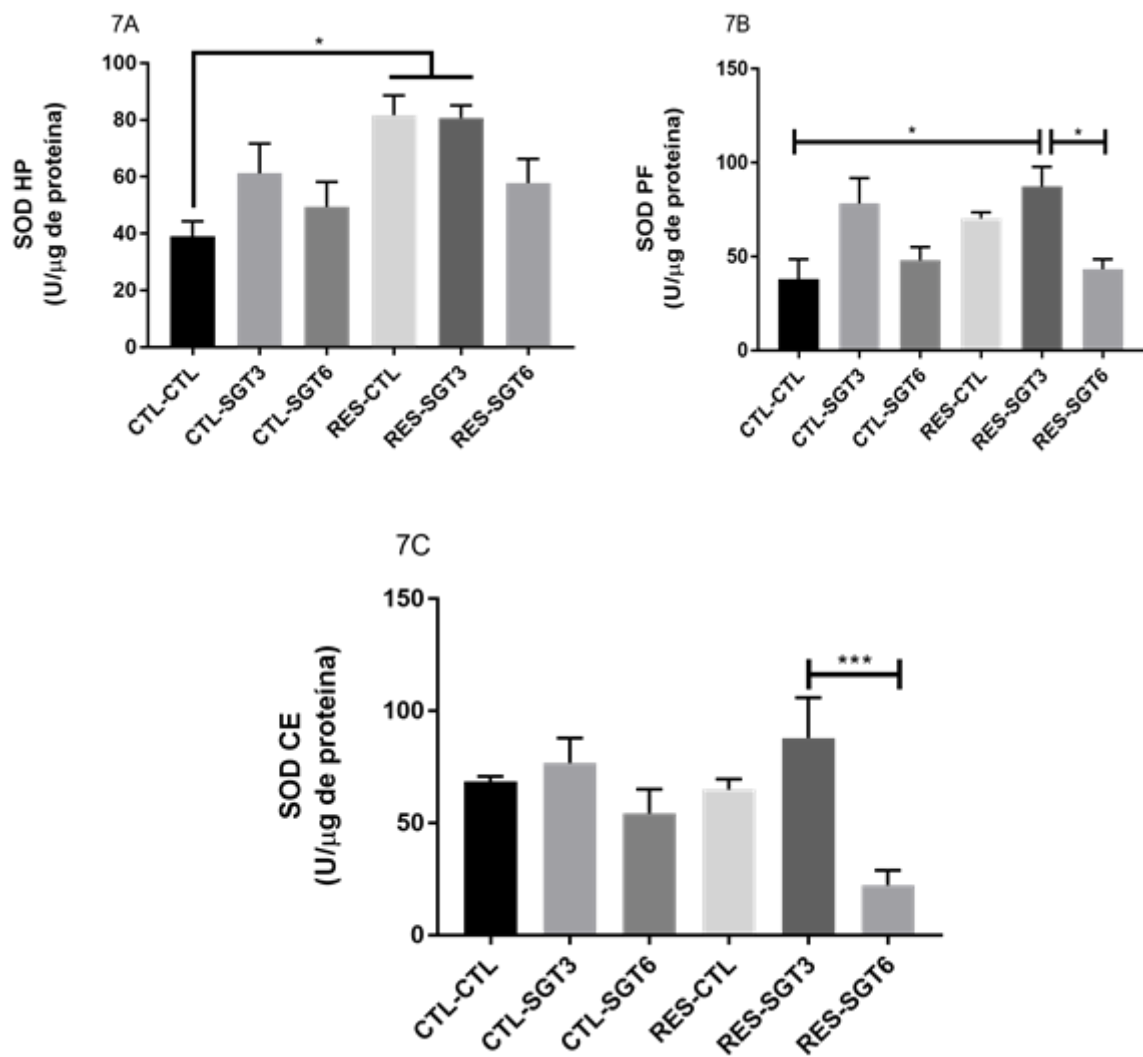 7A
*
SOD HP
(U/µg de proteína)
100
80
60
40
20
0
CTL-CTL
CTL-SGT3
CTL-SGT6
RES-CTL
RES-SGT3
RES-SGT6
7B
*
*
SOD PF
(U/µg de proteína)
150
100
50
0
CTL-CTL
CTL-SGT3
CTL-SGT6
RES-CTL
RES-SGT3
RES-SGT6
7C
***
SOD CE
(U/µg de proteína)
150
100
50
0
CTL-CTL
CTL-SGT3
CTL-SGT6
RES-CTL
RES-SGT3
RES-SGT6